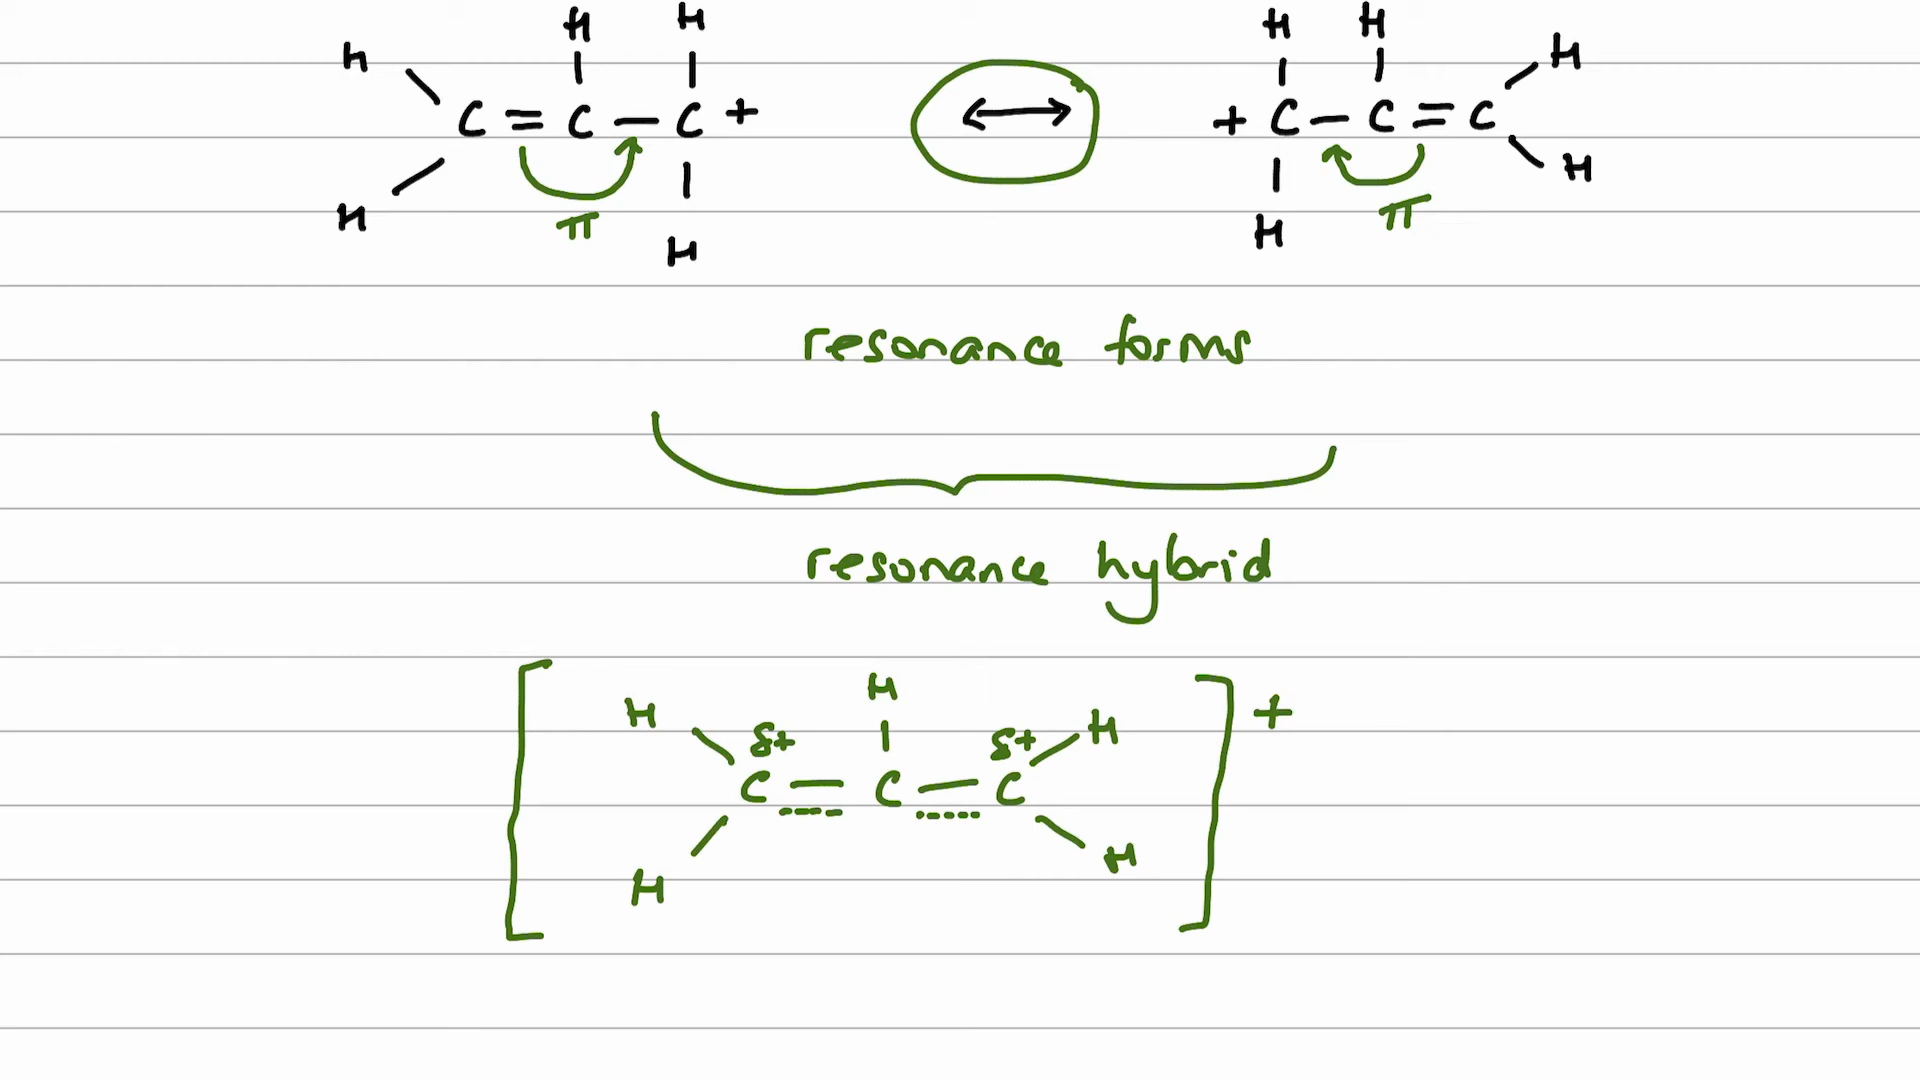 H H H H H H
C = C - C + ↔ + C - C = C
H π H H π H
resonance forms
resonance hybrid
H H H +
δ+ δ+
C = C = C
H H